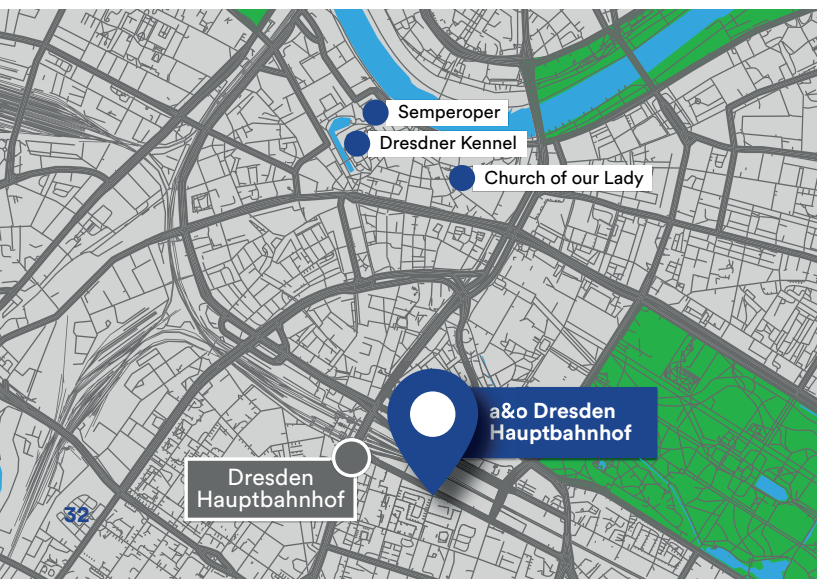 Semperoper
Dresdner Kennel
Church of our Lady
a&o Dresden
Hauptbahnhof
Dresden
Hauptbahnhof
32